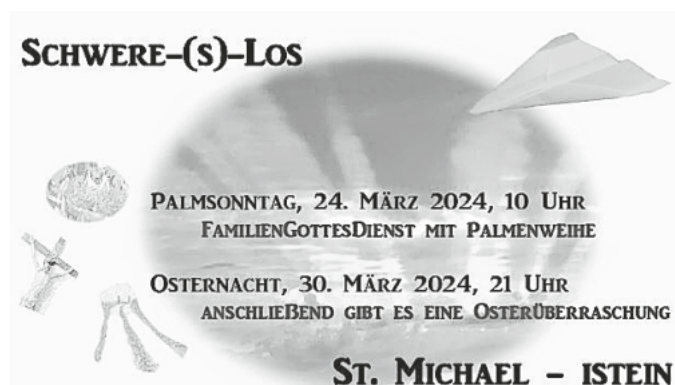 Schwere-(s)-Los
Palmsonntag, 24. März 2024, 10 Uhr
FamilienGottesDienst mit Palmenweihe
Osternacht, 30. März 2024, 21 Uhr
anschließend gibt es eine Osterüberraschung
St. Michael - istein